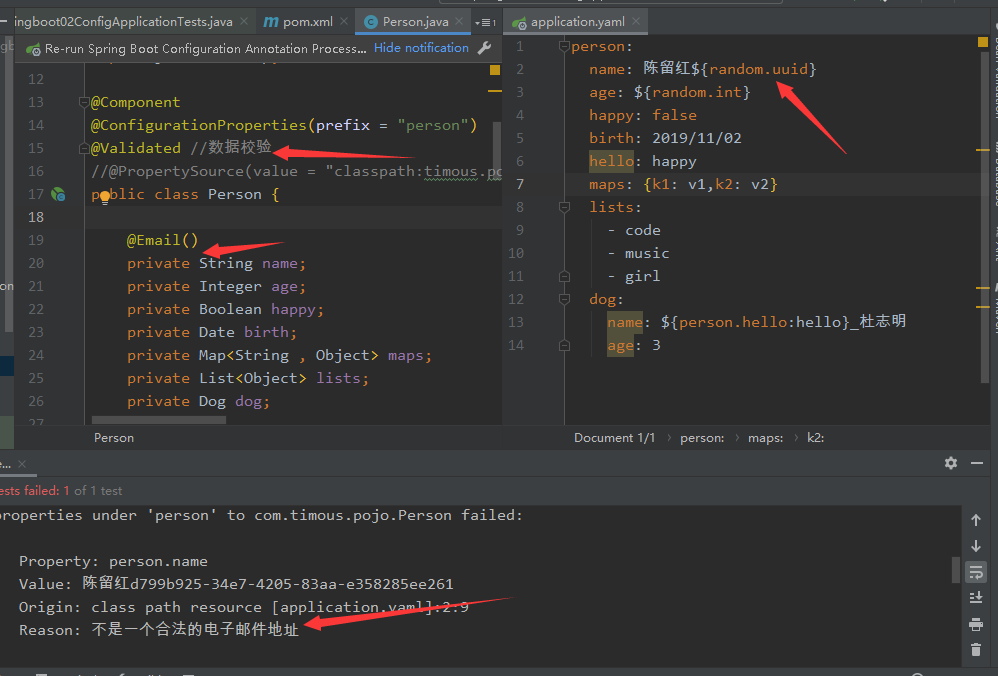 ingboot02ConfigApplicationTests.java
pom.xml
Person.java
application.yaml
Re-run Spring Boot Configuration Annotation Process... Hide notification
12
13 @Component
14 @ConfigurationProperties(prefix = "person")
15 @Validated //数据校验
16 //@PropertySource(value = "classpath:timous.po
17 public class Person {
18
19 @Email()
20 private String name;
21 private Integer age;
22 private Boolean happy;
23 private Date birth;
24 private Map<String , Object> maps;
25 private List<Object> lists;
26 private Dog dog;
27
Person
1 person:
2 name: 陈留红${random.uuid}
3 age: ${random.int}
4 happy: false
5 birth: 2019/11/02
6 hello: happy
7 maps: {k1: v1,k2: v2}
8 lists:
9 - code
10 - music
11 - girl
12 dog:
13 name: ${person.hello:hello}_杜志明
14 age: 3
Document 1/1 › person: › maps: › k2:
ests failed: 1 of 1 test
properties under 'person' to com.timous.pojo.Person failed:
Property: person.name
Value: 陈留红d799b925-34e7-4205-83aa-e358285ee261
Origin: class path resource [application.yaml]:2:9
Reason: 不是一个合法的电子邮件地址